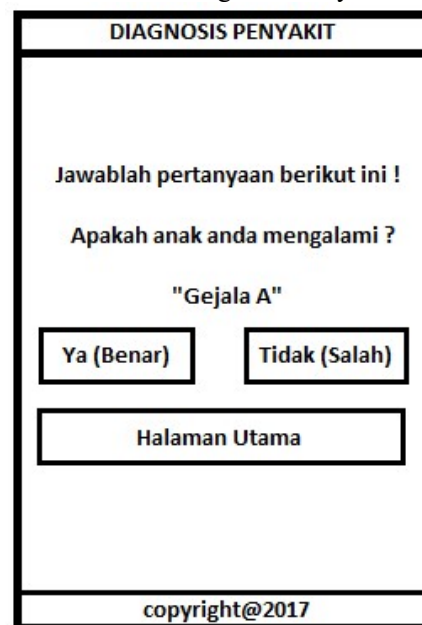 DIAGNOSIS PENYAKIT
Jawablah pertanyaan berikut ini !
Apakah anak anda mengalami ?
"Gejala A"
Ya (Benar) Tidak (Salah)
Halaman Utama
copyright@2017